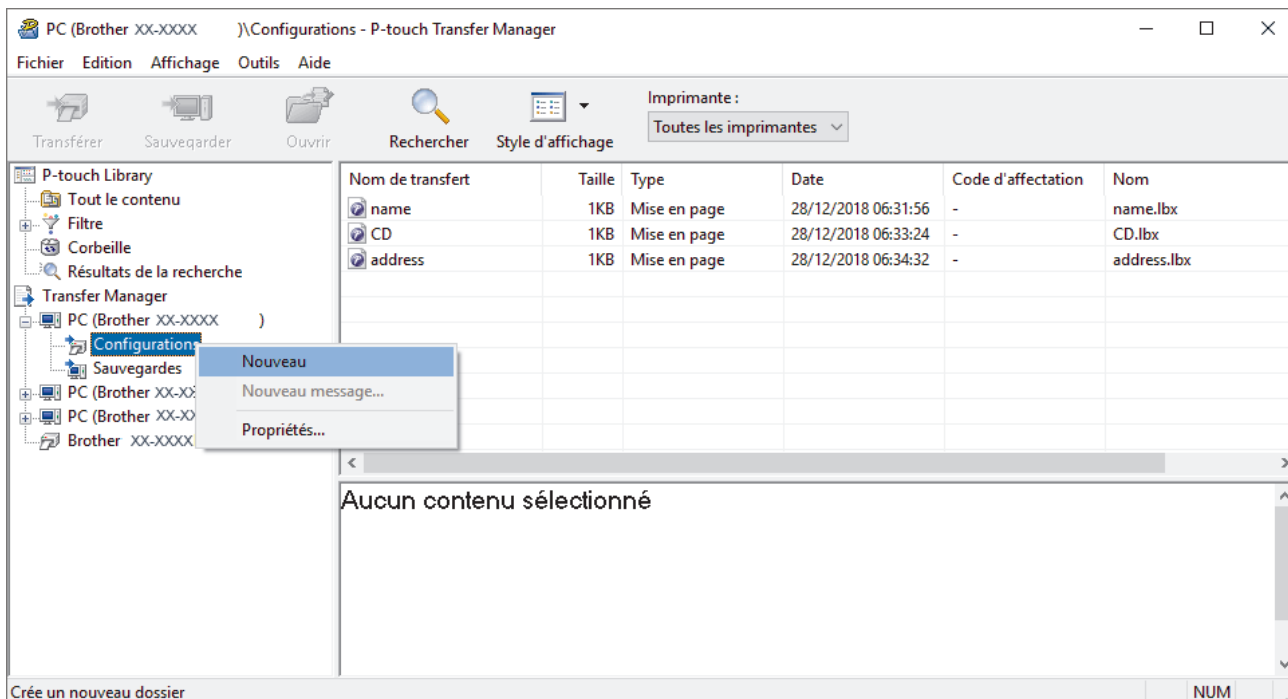 PC (Brother XX-XXXX )\Configurations - P-touch Transfer Manager
Fichier Edition Affichage Outils Aide
Imprimante :
Toutes les imprimantes
Transférer Sauvegarder Ouvrir Rechercher Style d'affichage
P-touch Library
Tout le contenu
Filtre
Corbeille
Résultats de la recherche
Transfer Manager
PC (Brother XX-XXXX )
Configurations
Sauvegardes
PC (Brother XX-XX
PC (Brother XX-XX
Brother XX-XXXX
Nouveau
Nouveau message...
Propriétés...
Nom de transfert Taille Type Date Code d'affectation Nom
name 1KB Mise en page 28/12/2018 06:31:56 - name.lbx
CD 1KB Mise en page 28/12/2018 06:33:24 - CD.lbx
address 1KB Mise en page 28/12/2018 06:34:32 - address.lbx
Aucun contenu sélectionné
Crée un nouveau dossier NUM